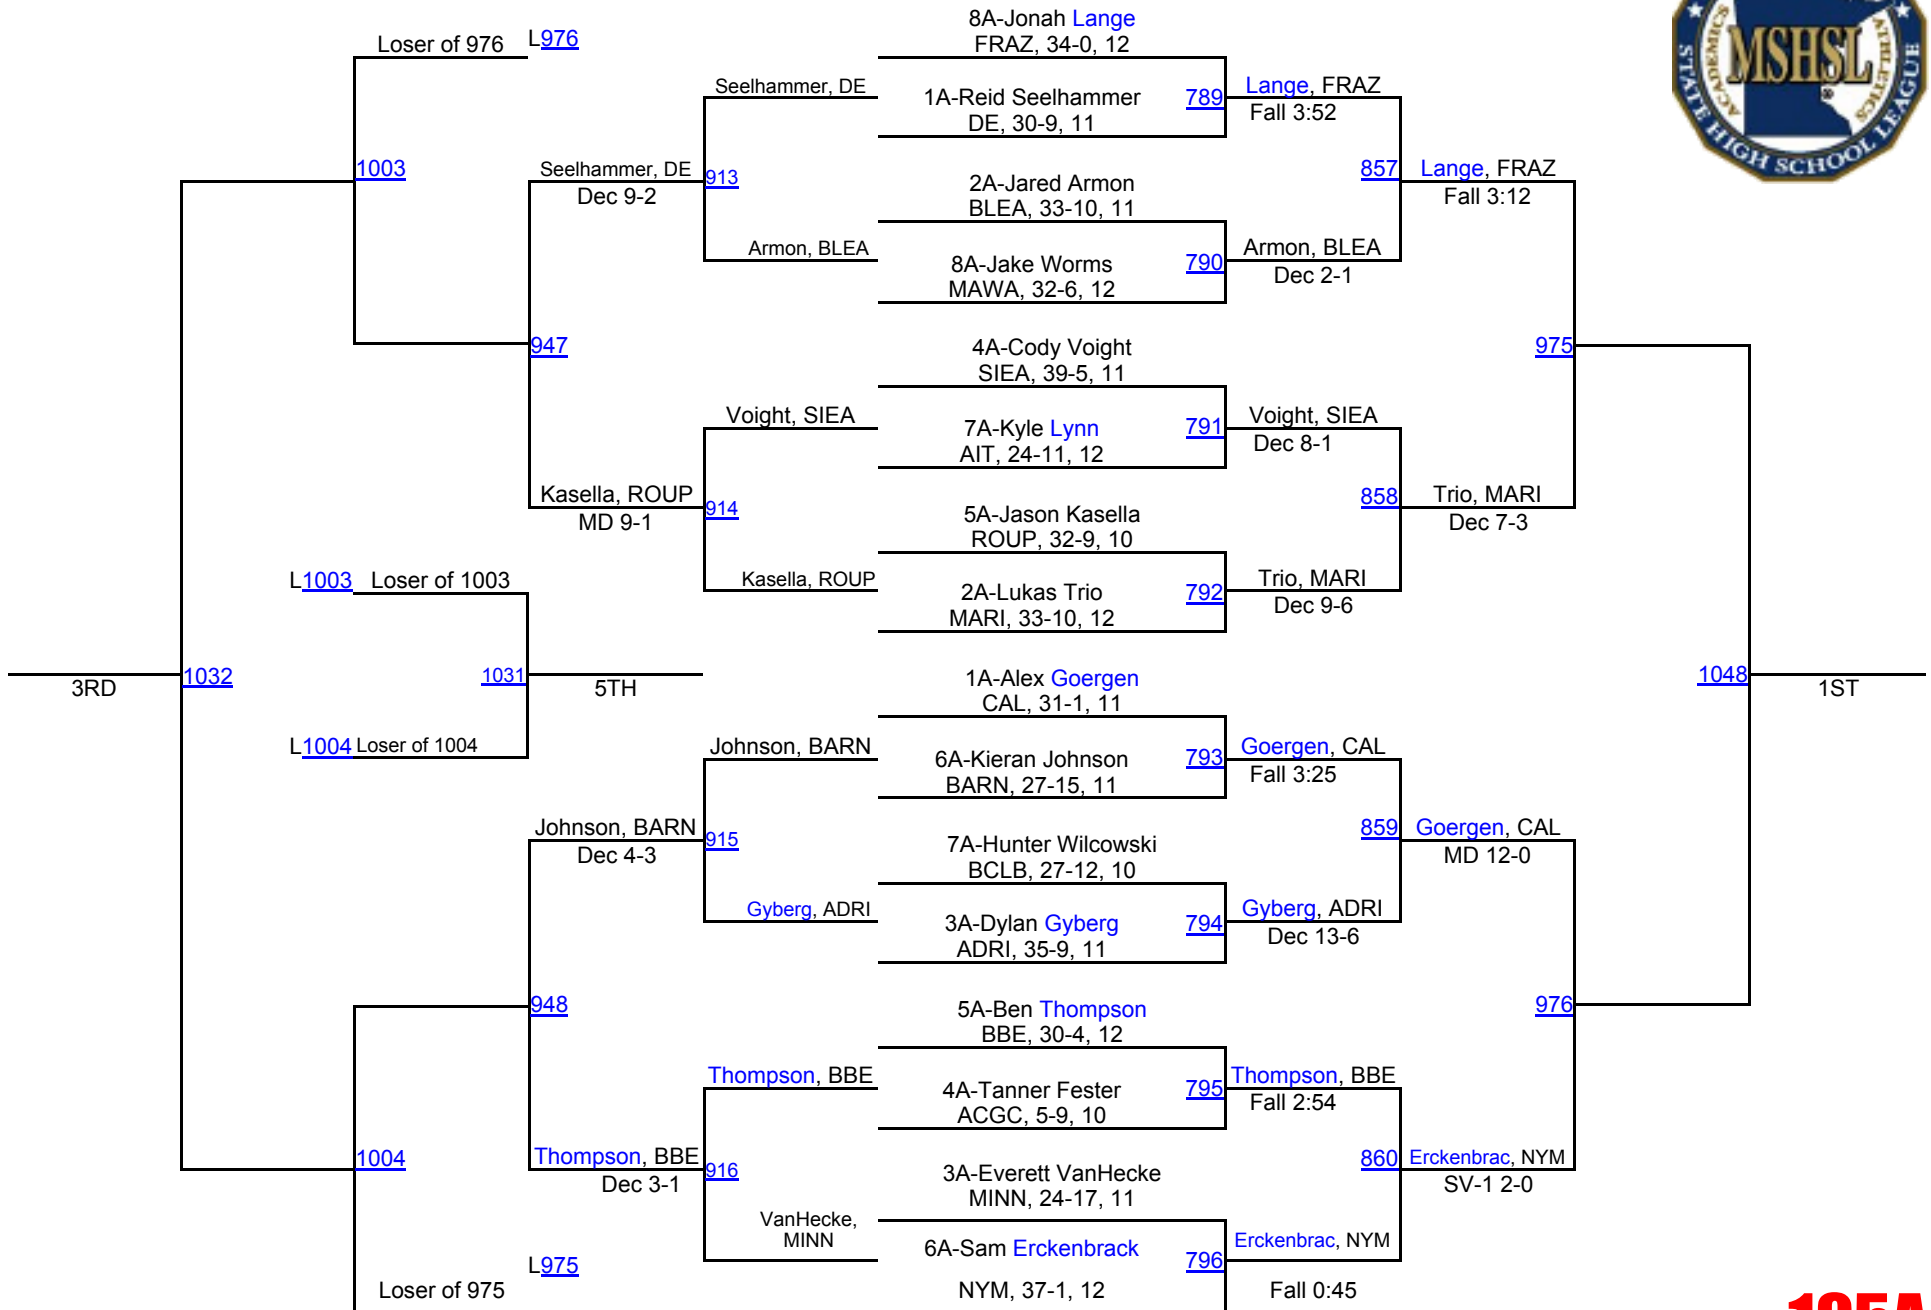 Loser of 976
L976
1003
Seelhammer, DE
Dec 9-2
Seelhammer, DE
913
Armon, BLEA
947
Voight, SIEA
Kasella, ROUP
MD 9-1
914
Kasella, ROUP
L1003 Loser of 1003
3RD
1032
1031
5TH
L1004 Loser of 1004
Johnson, BARN
Johnson, BARN
Dec 4-3
915
Gyberg, ADRI
948
Thompson, BBE
1004
Thompson, BBE
Dec 3-1
916
VanHecke,
MINN
L975
Loser of 975
8A-Jonah Lange
FRAZ, 34-0, 12
1A-Reid Seelhammer
DE, 30-9, 11
789
2A-Jared Armon
BLEA, 33-10, 11
8A-Jake Worms
MAWA, 32-6, 12
790
4A-Cody Voight
SIEA, 39-5, 11
7A-Kyle Lynn
AIT, 24-11, 12
791
5A-Jason Kasella
ROUP, 32-9, 10
2A-Lukas Trio
MARI, 33-10, 12
792
1A-Alex Goergen
CAL, 31-1, 11
6A-Kieran Johnson
BARN, 27-15, 11
793
7A-Hunter Wilcowski
BCLB, 27-12, 10
3A-Dylan Gyberg
ADRI, 35-9, 11
794
5A-Ben Thompson
BBE, 30-4, 12
4A-Tanner Fester
ACGC, 5-9, 10
795
3A-Everett VanHecke
MINN, 24-17, 11
6A-Sam Erckenbrack
NYM, 37-1, 12
796
Lange, FRAZ
Fall 3:52
857
Armon, BLEA
Dec 2-1
Voight, SIEA
Dec 8-1
858
Trio, MARI
Dec 9-6
Goergen, CAL
Fall 3:25
859
Gyberg, ADRI
Dec 13-6
Thompson, BBE
Fall 2:54
860
Erckenbrac, NYM
Fall 0:45
Lange, FRAZ
Fall 3:12
975
Trio, MARI
Dec 7-3
Goergen, CAL
MD 12-0
976
Erckenbrac, NYM
SV-1 2-0
1048
1ST
ACADEMICS
MSHSL
ATHLETICS
STATE HIGH SCHOOL LEAGUE